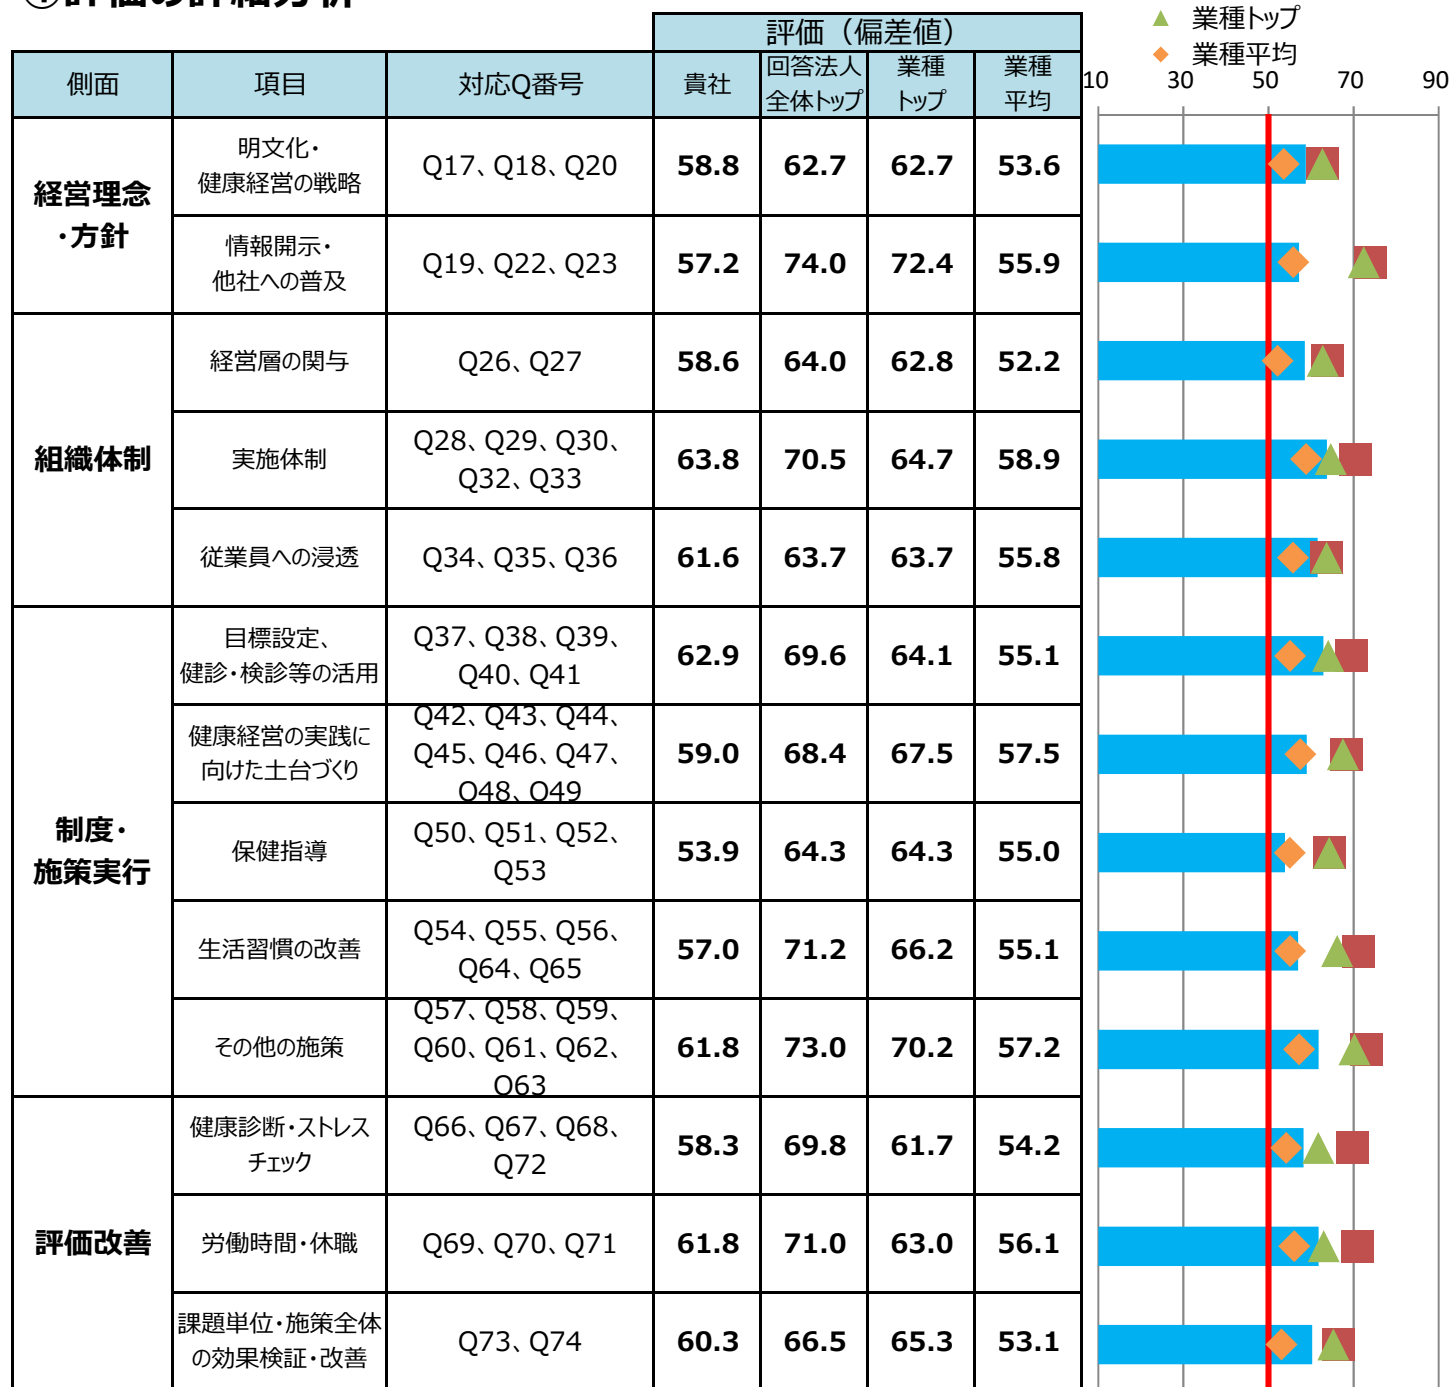 ①評価の詳細分析
▲ 業種トップ
◆ 業種平均
評価（偏差値）
側面 項目 対応Q番号 貴社 回答法人全体トップ 業種トップ 業種平均
10 30 50 70 90
経営理念・方針
明文化・
健康経営の戦略
Q17、Q18、Q20
58.8 62.7 62.7 53.6
情報開示・
他社への普及
Q19、Q22、Q23
57.2 74.0 72.4 55.9
組織体制
経営層の関与
Q26、Q27
58.6 64.0 62.8 52.2
実施体制
Q28、Q29、Q30、
Q32、Q33
63.8 70.5 64.7 58.9
従業員への浸透
Q34、Q35、Q36
61.6 63.7 63.7 55.8
制度・
施策実行
目標設定、
健診・検診等の活用
Q37、Q38、Q39、
Q40、Q41
62.9 69.6 64.1 55.1
健康経営の実践に
向けた土台づくり
Q42、Q43、Q44、
Q45、Q46、Q47、
Q48、Q49
59.0 68.4 67.5 57.5
保健指導
Q50、Q51、Q52、
Q53
53.9 64.3 64.3 55.0
生活習慣の改善
Q54、Q55、Q56、
Q64、Q65
57.0 71.2 66.2 55.1
その他の施策
Q57、Q58、Q59、
Q60、Q61、Q62、
Q63
61.8 73.0 70.2 57.2
評価改善
健康診断・ストレス
チェック
Q66、Q67、Q68、
Q72
58.3 69.8 61.7 54.2
労働時間・休職
Q69、Q70、Q71
61.8 71.0 63.0 56.1
課題単位・施策全体
の効果検証・改善
Q73、Q74
60.3 66.5 65.3 53.1